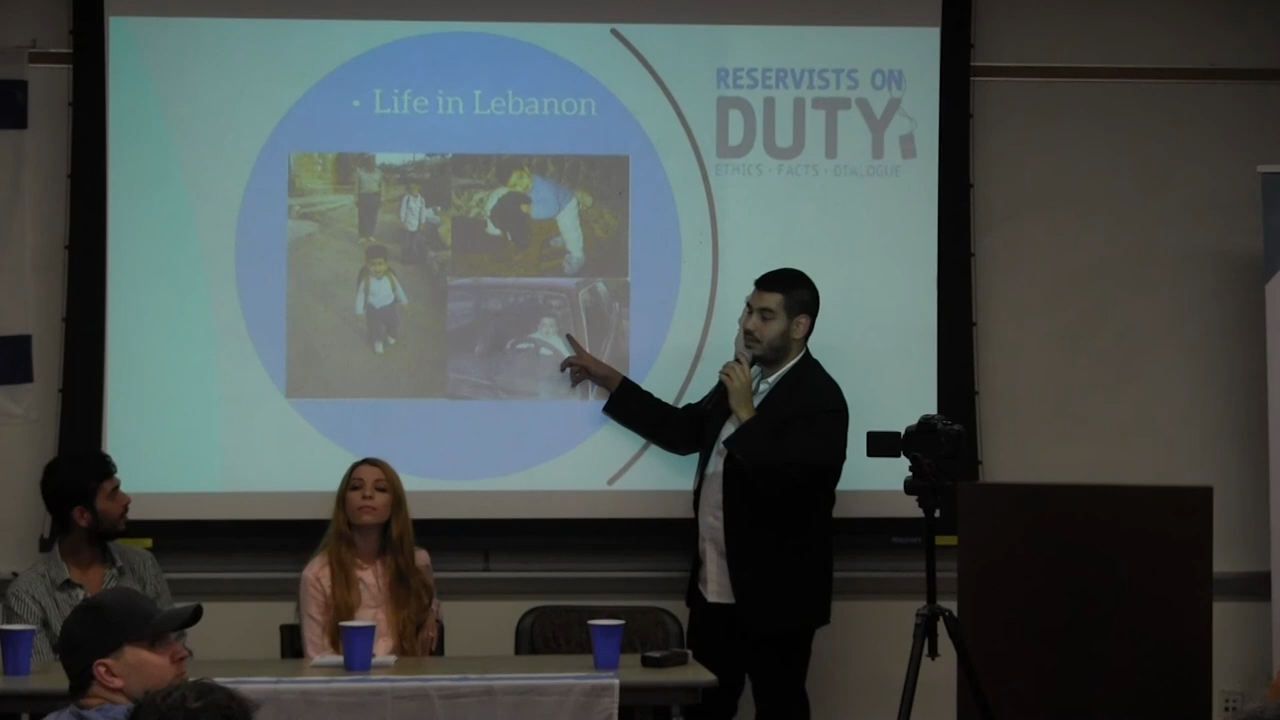 • Life in Lebanon
RESERVISTS ON
DUTY
ETHICS · FACTS · DIALOGUE